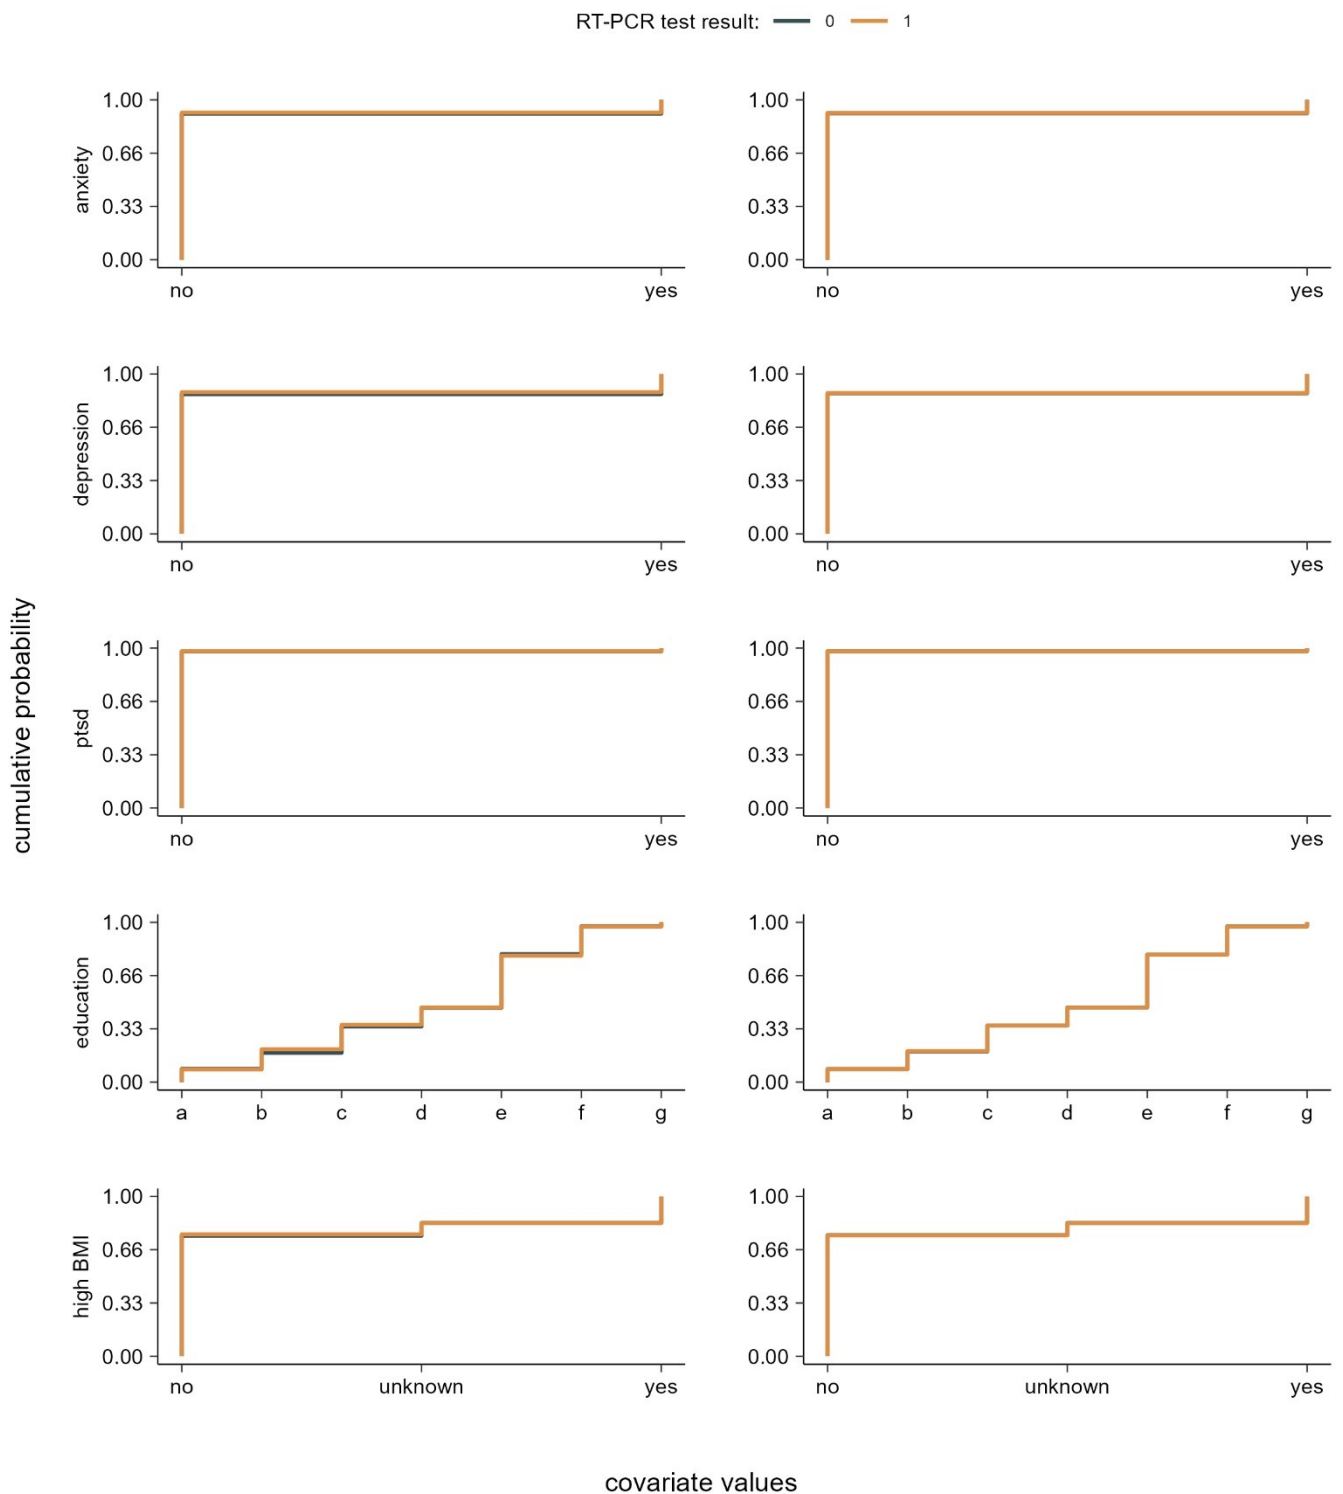 RT-PCR test result: 0 1
cumulative probability
anxiety
1.00
0.66
0.33
0.00
no yes
1.00
0.66
0.33
0.00
no yes
depression
1.00
0.66
0.33
0.00
no yes
1.00
0.66
0.33
0.00
no yes
ptsd
1.00
0.66
0.33
0.00
no yes
1.00
0.66
0.33
0.00
no yes
education
1.00
0.66
0.33
0.00
a b c d e f g
1.00
0.66
0.33
0.00
a b c d e f g
high BMI
1.00
0.66
0.33
0.00
no unknown yes
1.00
0.66
0.33
0.00
no unknown yes
covariate values